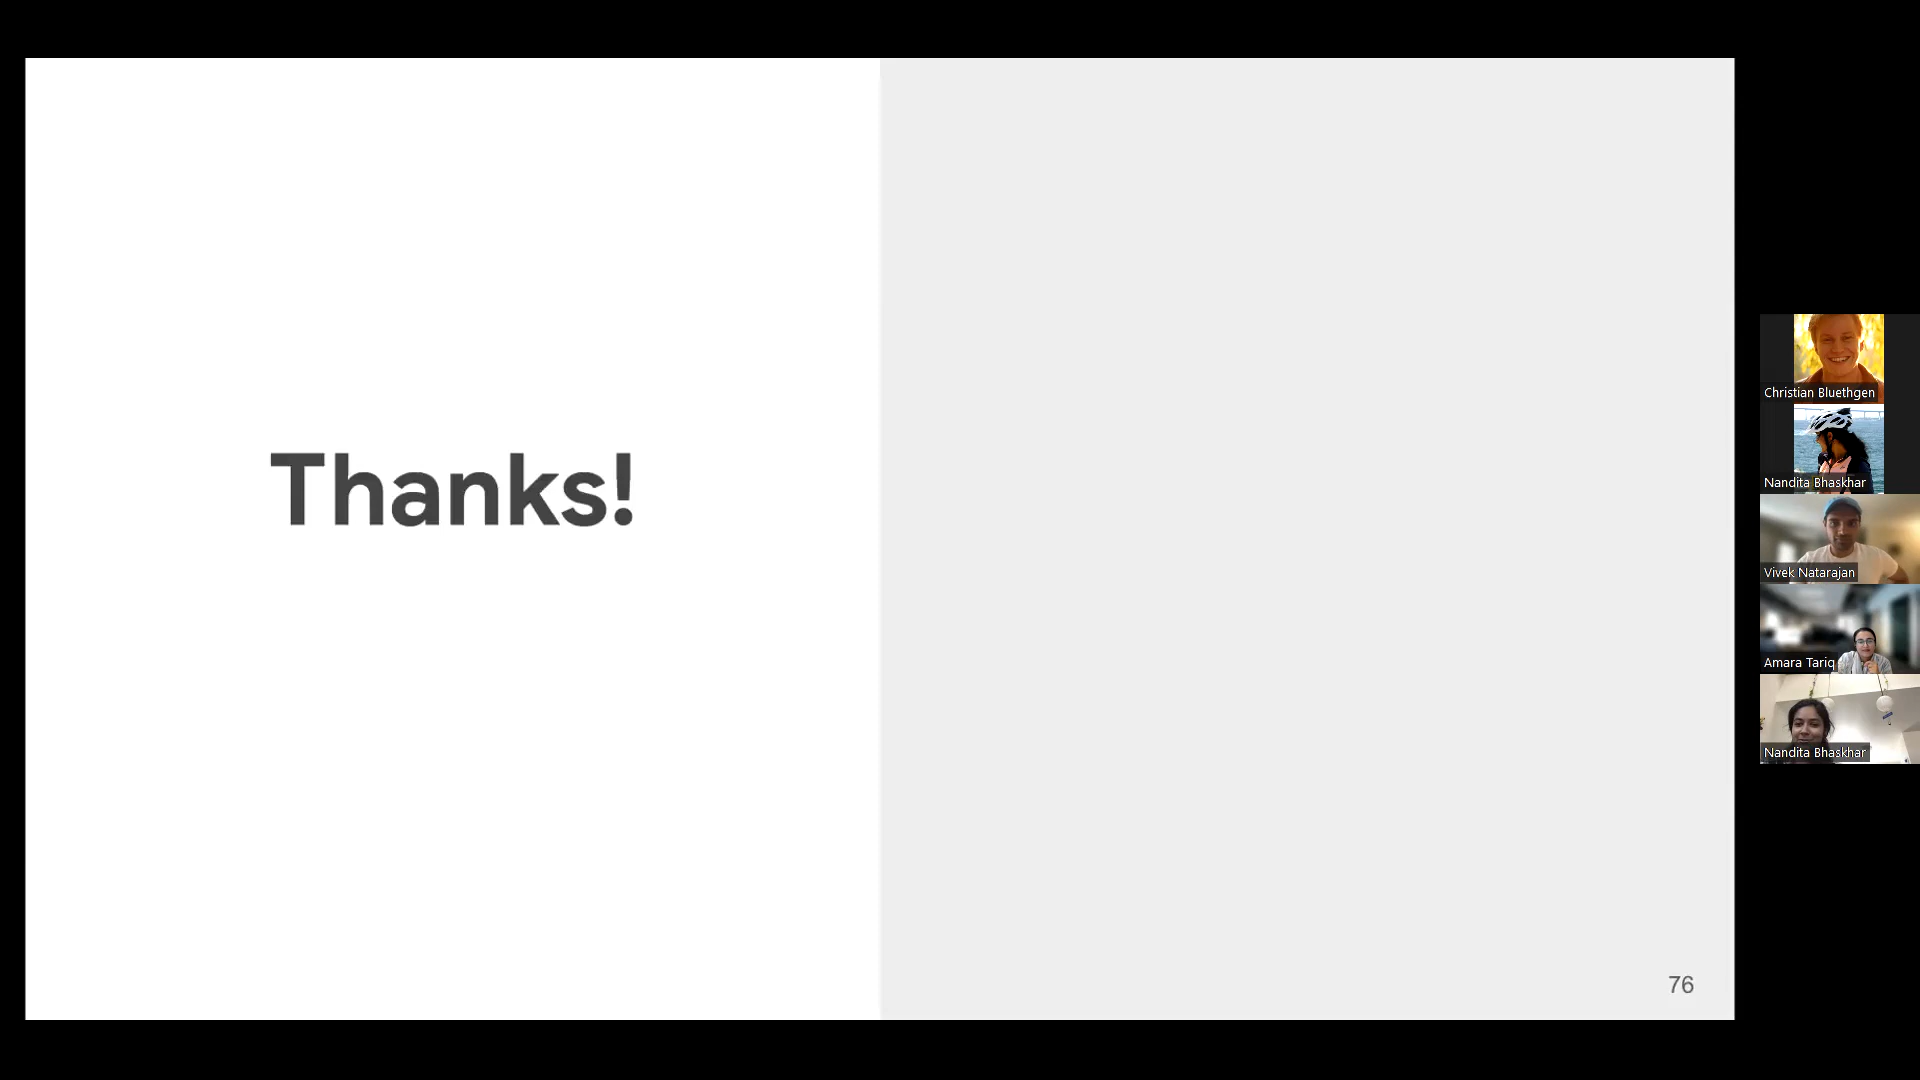 Thanks!
76
Christian Bluethgen
Nandita Bhaskhar
Vivek Natarajan
Amara Tariq
Nandita Bhaskhar